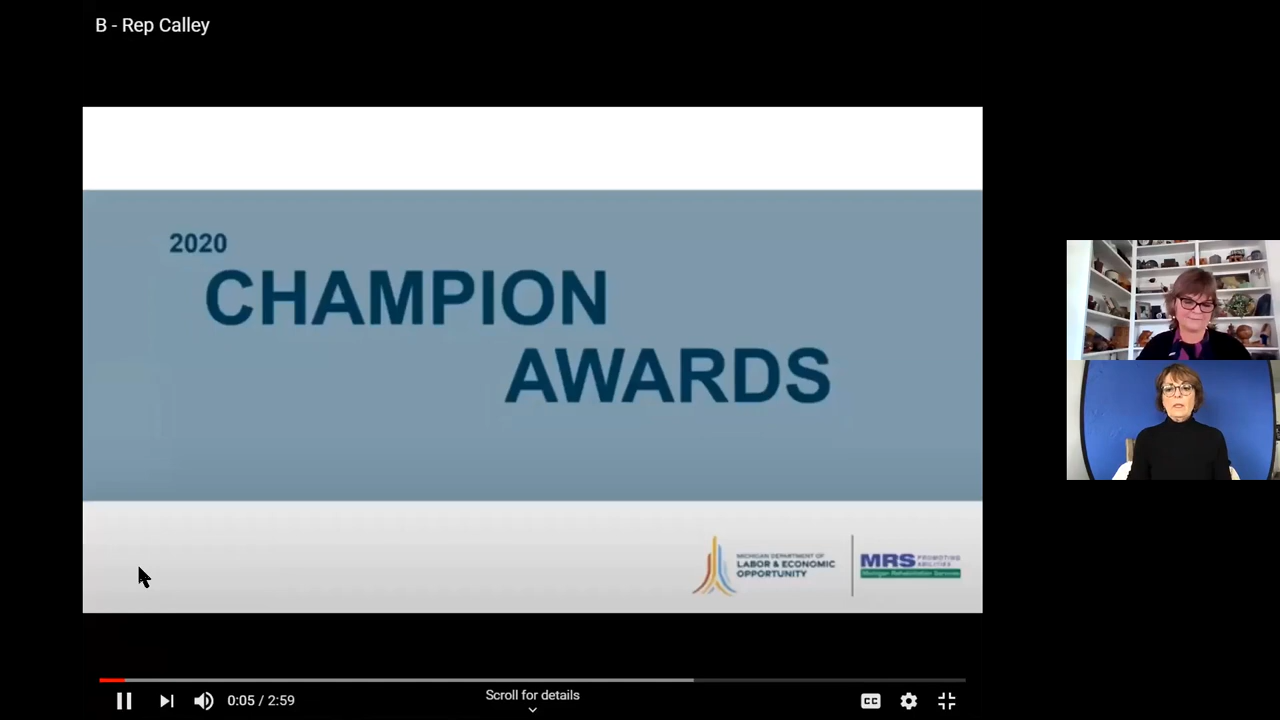 B - Rep Calley
2020
CHAMPION
AWARDS
MICHIGAN DEPARTMENT OF
LABOR & ECONOMIC
OPPORTUNITY
MRS PROMOTING
ABILITIES
Michigan Rehabilitation Services
0:05 / 2:59
Scroll for details
CC